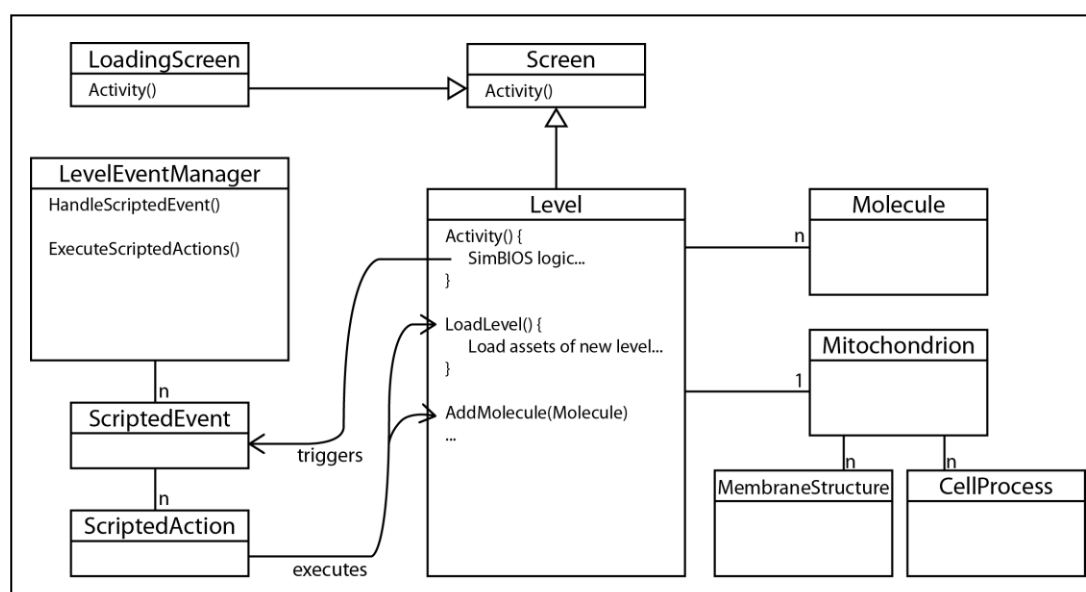 LoadingScreen
Activity()
Screen
Activity()
LevelEventManager
HandleScriptedEvent()
ExecuteScriptedActions()
n
ScriptedEvent
n
ScriptedAction
triggers
executes
Level
Activity() {
SimBIOS logic...
}
LoadLevel() {
Load assets of new level...
}
AddMolecule(Molecule)
...
n
Molecule
1
Mitochondrion
n
n
MembraneStructure
CellProcess